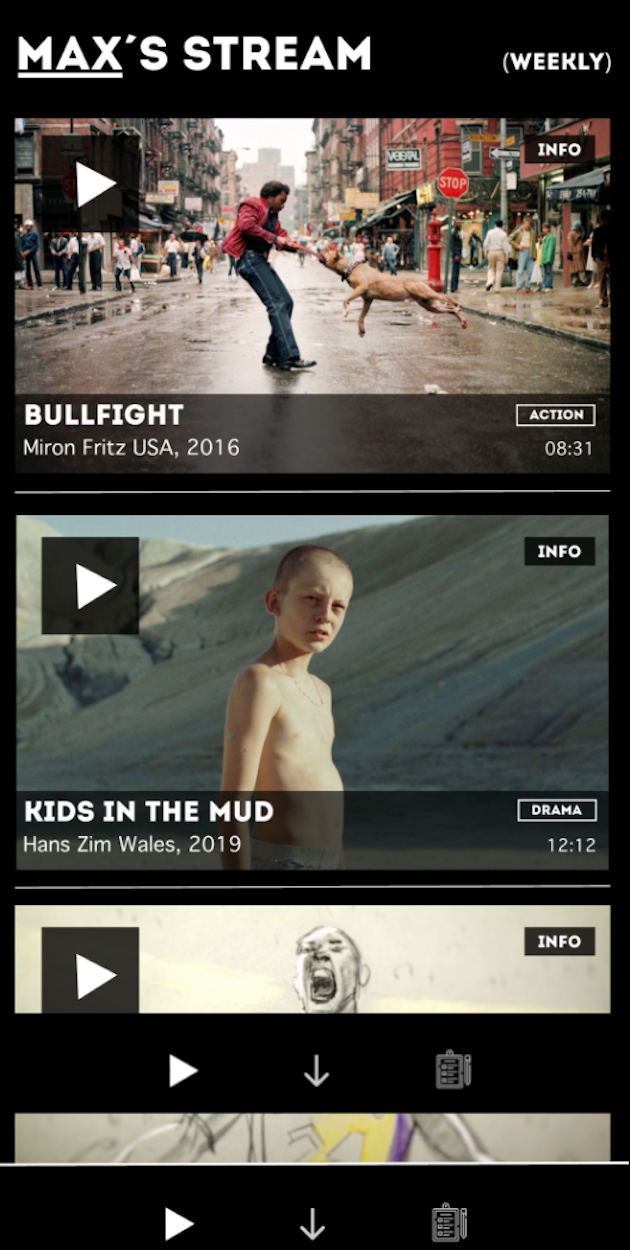 MAX´S STREAM
(WEEKLY)
INFO
STOP
BULLFIGHT
ACTION
Miron Fritz USA, 2016
08:31
INFO
KIDS IN THE MUD
DRAMA
Hans Zim Wales, 2019
12:12
INFO